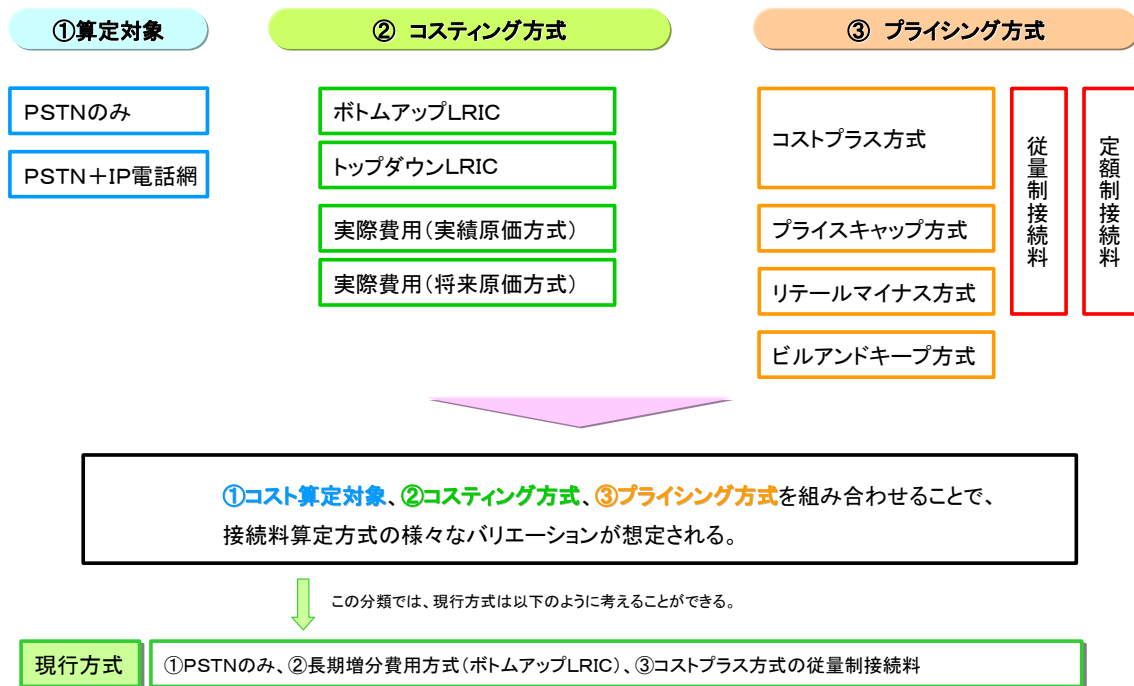 ①算定対象
② コスティング方式
③ プライシング方式
PSTNのみ
PSTN+IP電話網
ボトムアップLRIC
トップダウンLRIC
実際費用(実績原価方式)
実際費用(将来原価方式)
コストプラス方式
プライスキャップ方式
リテールマイナス方式
ビルアンドキープ方式
従量制接続料
定額制接続料
①コスト算定対象、②コスティング方式、③プライシング方式を組み合わせることで、
接続料算定方式の様々なバリエーションが想定される。
この分類では、現行方式は以下のように考えることができる。
現行方式
①PSTNのみ、②長期増分費用方式(ボトムアップLRIC)、③コストプラス方式の従量制接続料